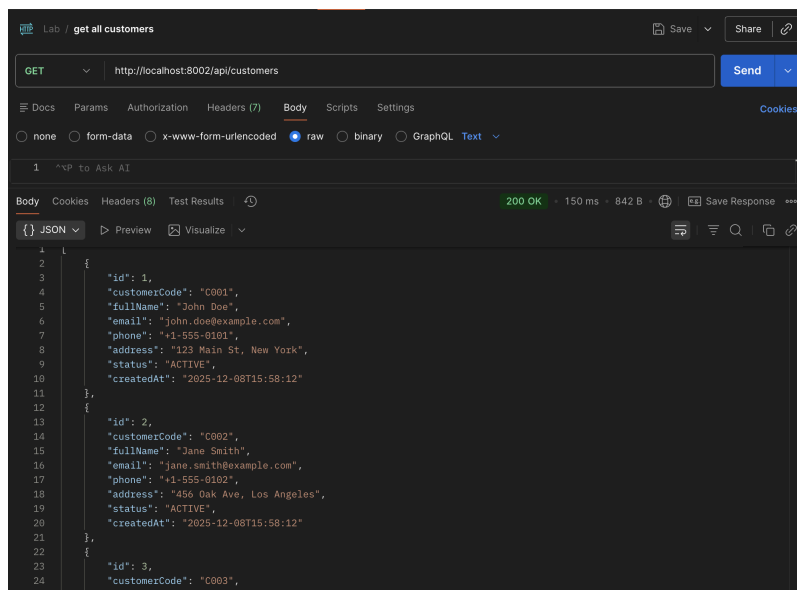 HTTP Lab / get all customers Save Share
GET http://localhost:8002/api/customers Send
Docs Params Authorization Headers (7) Body Scripts Settings Cookies
none form-data x-www-form-urlencoded raw binary GraphQL Text
1 ^⌥P to Ask AI
Body Cookies Headers (8) Test Results 200 OK • 150 ms • 842 B • Save Response
{} JSON Preview Visualize
1 [
2 {
3 "id": 1,
4 "customerCode": "C001",
5 "fullName": "John Doe",
6 "email": "john.doe@example.com",
7 "phone": "+1-555-0101",
8 "address": "123 Main St, New York",
9 "status": "ACTIVE",
10 "createdAt": "2025-12-08T15:58:12"
11 },
12 {
13 "id": 2,
14 "customerCode": "C002",
15 "fullName": "Jane Smith",
16 "email": "jane.smith@example.com",
17 "phone": "+1-555-0102",
18 "address": "456 Oak Ave, Los Angeles",
19 "status": "ACTIVE",
20 "createdAt": "2025-12-08T15:58:12"
21 },
22 {
23 "id": 3,
24 "customerCode": "C003",